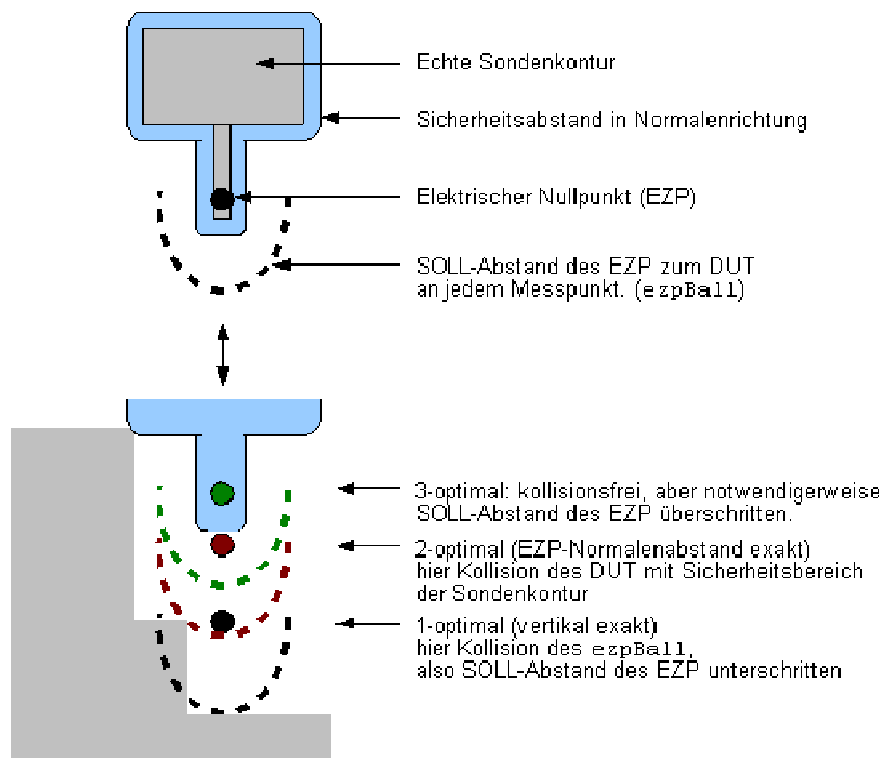 Echte Sondenkontur
Sicherheitsabstand in Normalenrichtung
Elektrischer Nullpunkt (EZP)
SOLL-Abstand des EZP zum DUT
an jedem Messpunkt. (ezpBall)
3-optimal: kollisionsfrei, aber notwendigerweise
SOLL-Abstand des EZP überschritten.
2-optimal (EZP-Normalenabstand exakt)
hier Kollision des DUT mit Sicherheitsbereich
der Sondenkontur
1-optimal (vertikal exakt)
hier Kollision des ezpBall,
also SOLL-Abstand des EZP unterschritten